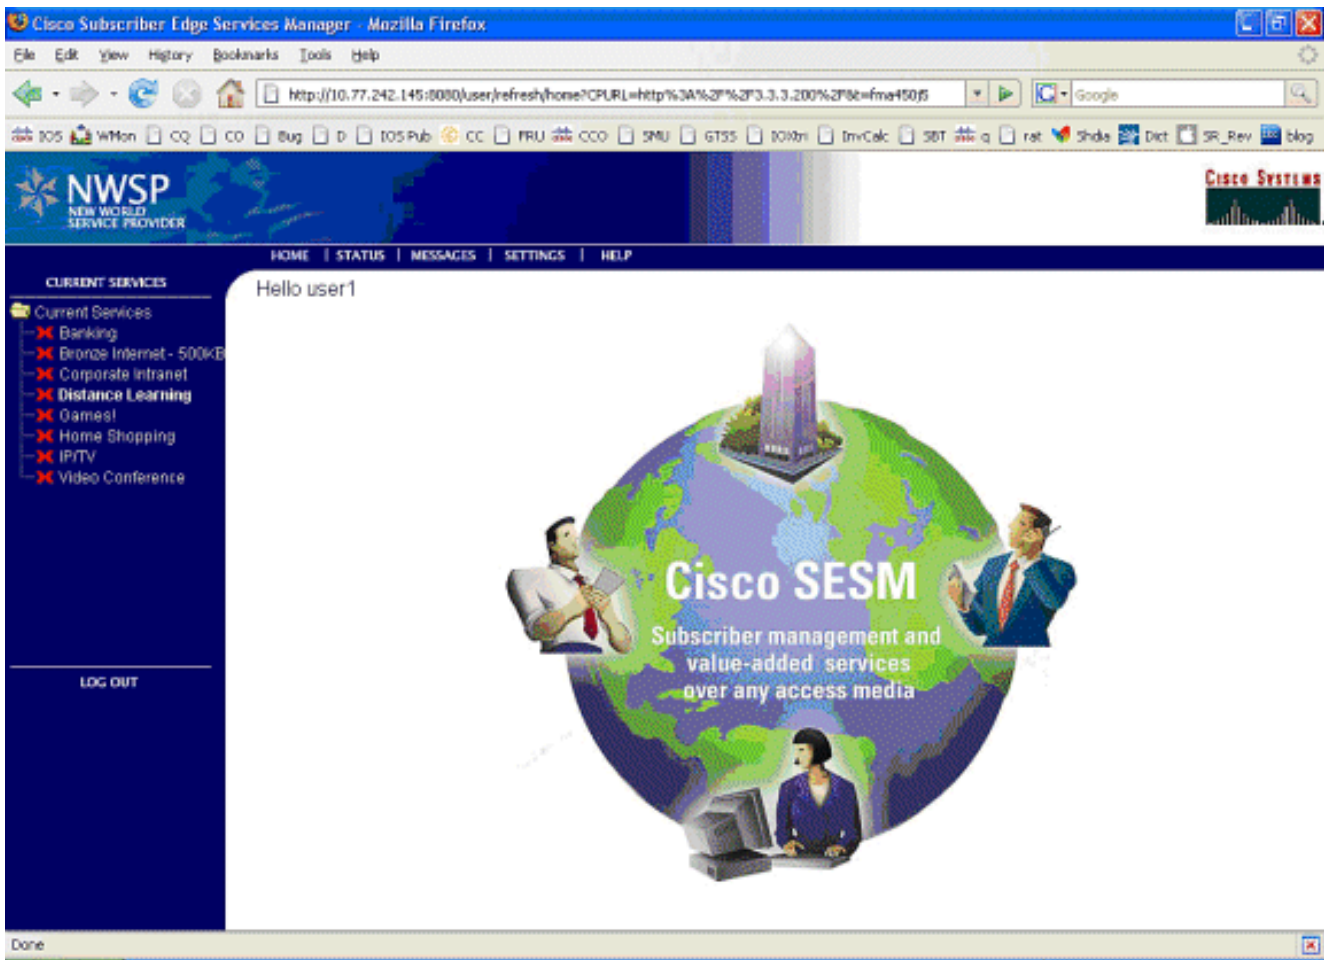 Cisco Subscriber Edge Services Manager - Mozilla Firefox
File Edit View History Bookmarks Tools Help
http://10.77.242.145:8080/user/refresh/home?CPURL=http%3A%2F%2F3.3.3.200%2F&t=fma450j5 Google
IOS WMon CQ CO Bug D IOS Pub CC PRU CCO SMU GTSS IOXtri InvCalc SBT q rat Shdia Dict SR_Rev blog
NWSP
NEW WORLD
SERVICE PROVIDER
CISCO SYSTEMS
HOME | STATUS | MESSAGES | SETTINGS | HELP
CURRENT SERVICES
Hello user1
Current Services
Banking
Bronze Internet - 500KB
Corporate Intranet
Distance Learning
Games!
Home Shopping
IP/TV
Video Conference
LOG OUT
Cisco SESM
Subscriber management and
value-added services
over any access media
Done